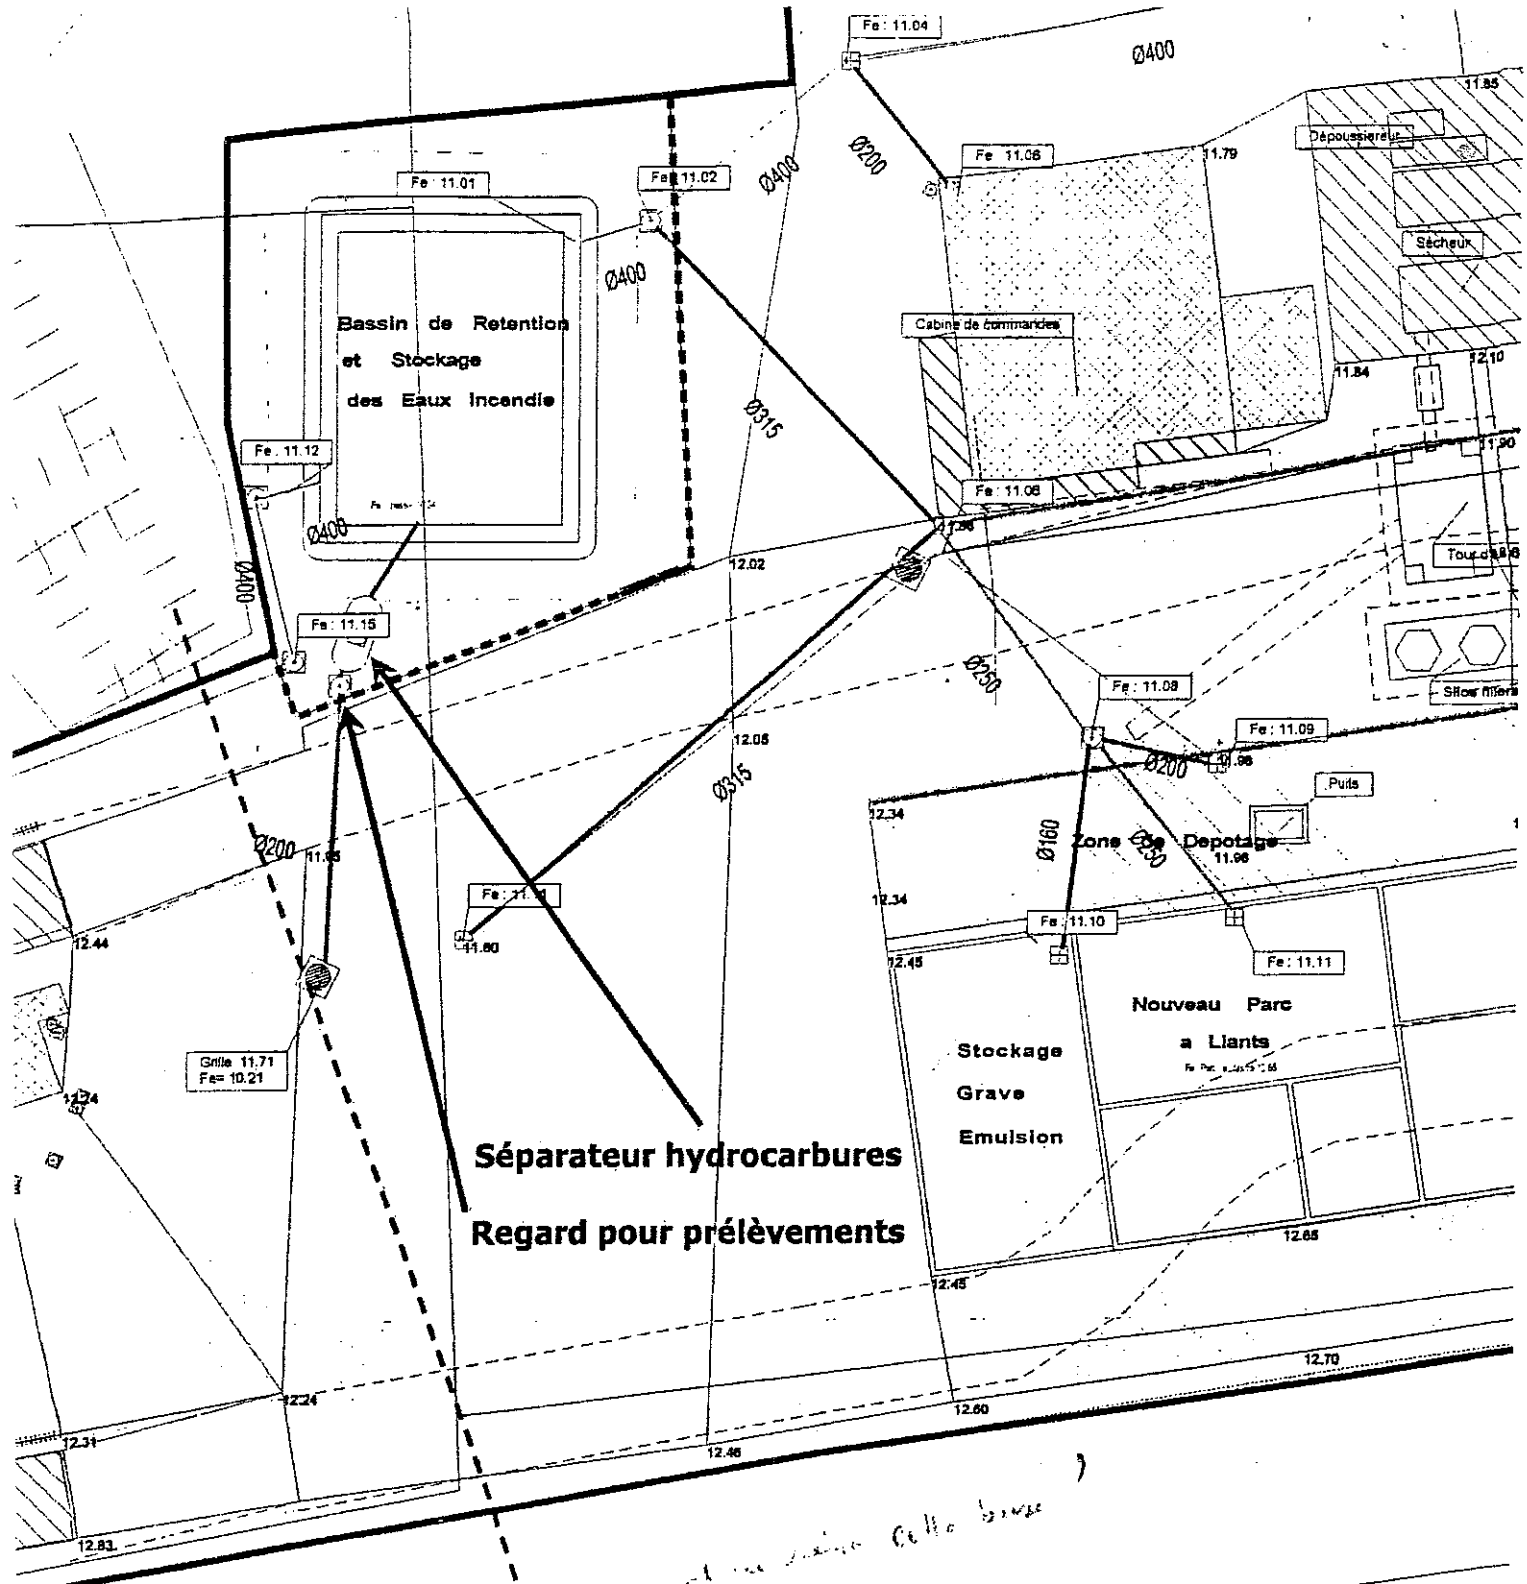 Fe : 11.04
Ø400
11.85
Dépoussiereur
Ø200
Fe : 11.06
11.79
Fe : 11.01
Fe : 11.02
Ø400
Sécheur
Ø400
Bassin de Retention
et Stockage
des Eaux Incendie
Cabine de commandes
12.10
11.84
Ø315
11.90
Fe : 11.12
Fe : 11.06
Ø400
Ø400
12.02
Fe : 11.15
Ø250
Fe : 11.08
Fe : 11.09
12.05
Ø315
Ø200
11.96
Puits
12.34
Ø200
11.95
Ø160
Zone de Depotage
Ø250
11.96
12.34
11.60
Fe : 11.10
12.44
12.45
Fe : 11.11
Nouveau Parc
a Liants
Stockage
Grave
Emulsion
Grille 11.71
Fe= 10.21
Séparateur hydrocarbures
Regard pour prélèvements
12.65
12.45
12.70
12.24
12.60
12.31
12.46
12.83